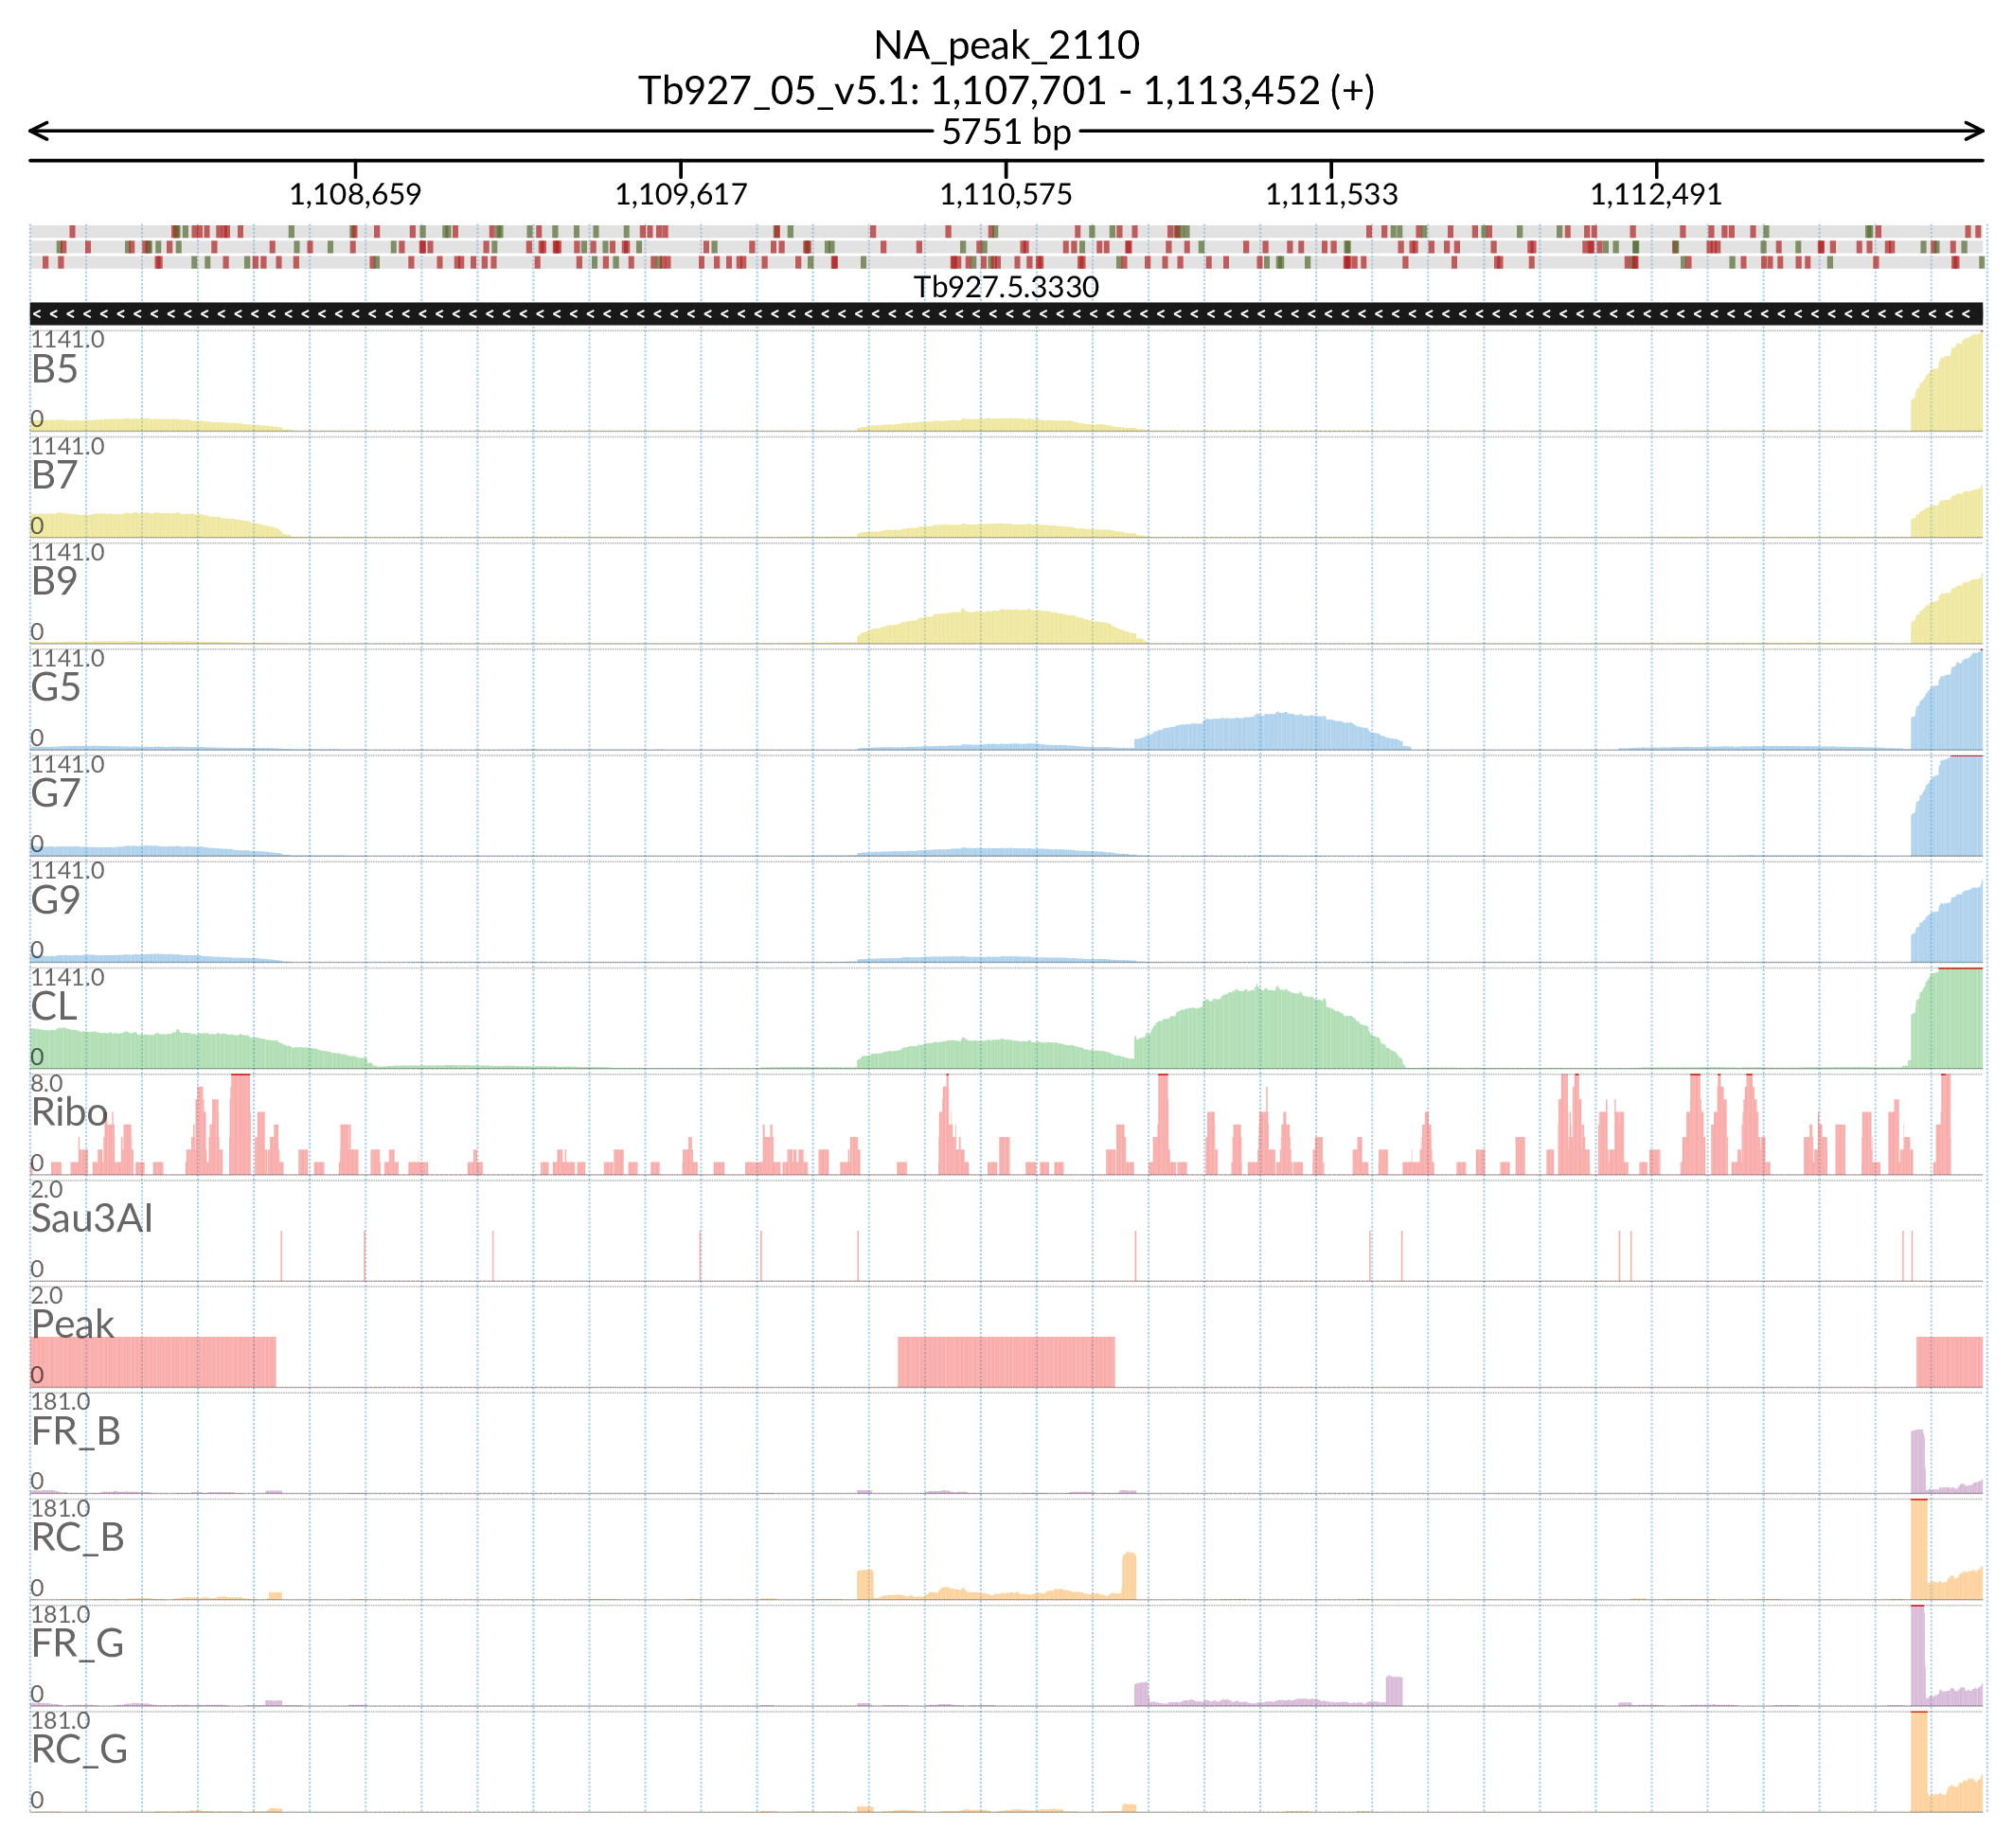 NA_peak_2110
Tb927_05_v5.1: 1,107,701 - 1,113,452 (+)
5751 bp
1,108,659 1,109,617 1,110,575 1,111,533 1,112,491
Tb927.5.3330
1141.0
B5
0
1141.0
B7
0
1141.0
B9
0
1141.0
G5
0
1141.0
G7
0
1141.0
G9
0
1141.0
CL
0
8.0
Ribo
0
2.0
Sau3AI
0
2.0
Peak
0
181.0
FR_B
0
181.0
RC_B
0
181.0
FR_G
0
181.0
RC_G
0